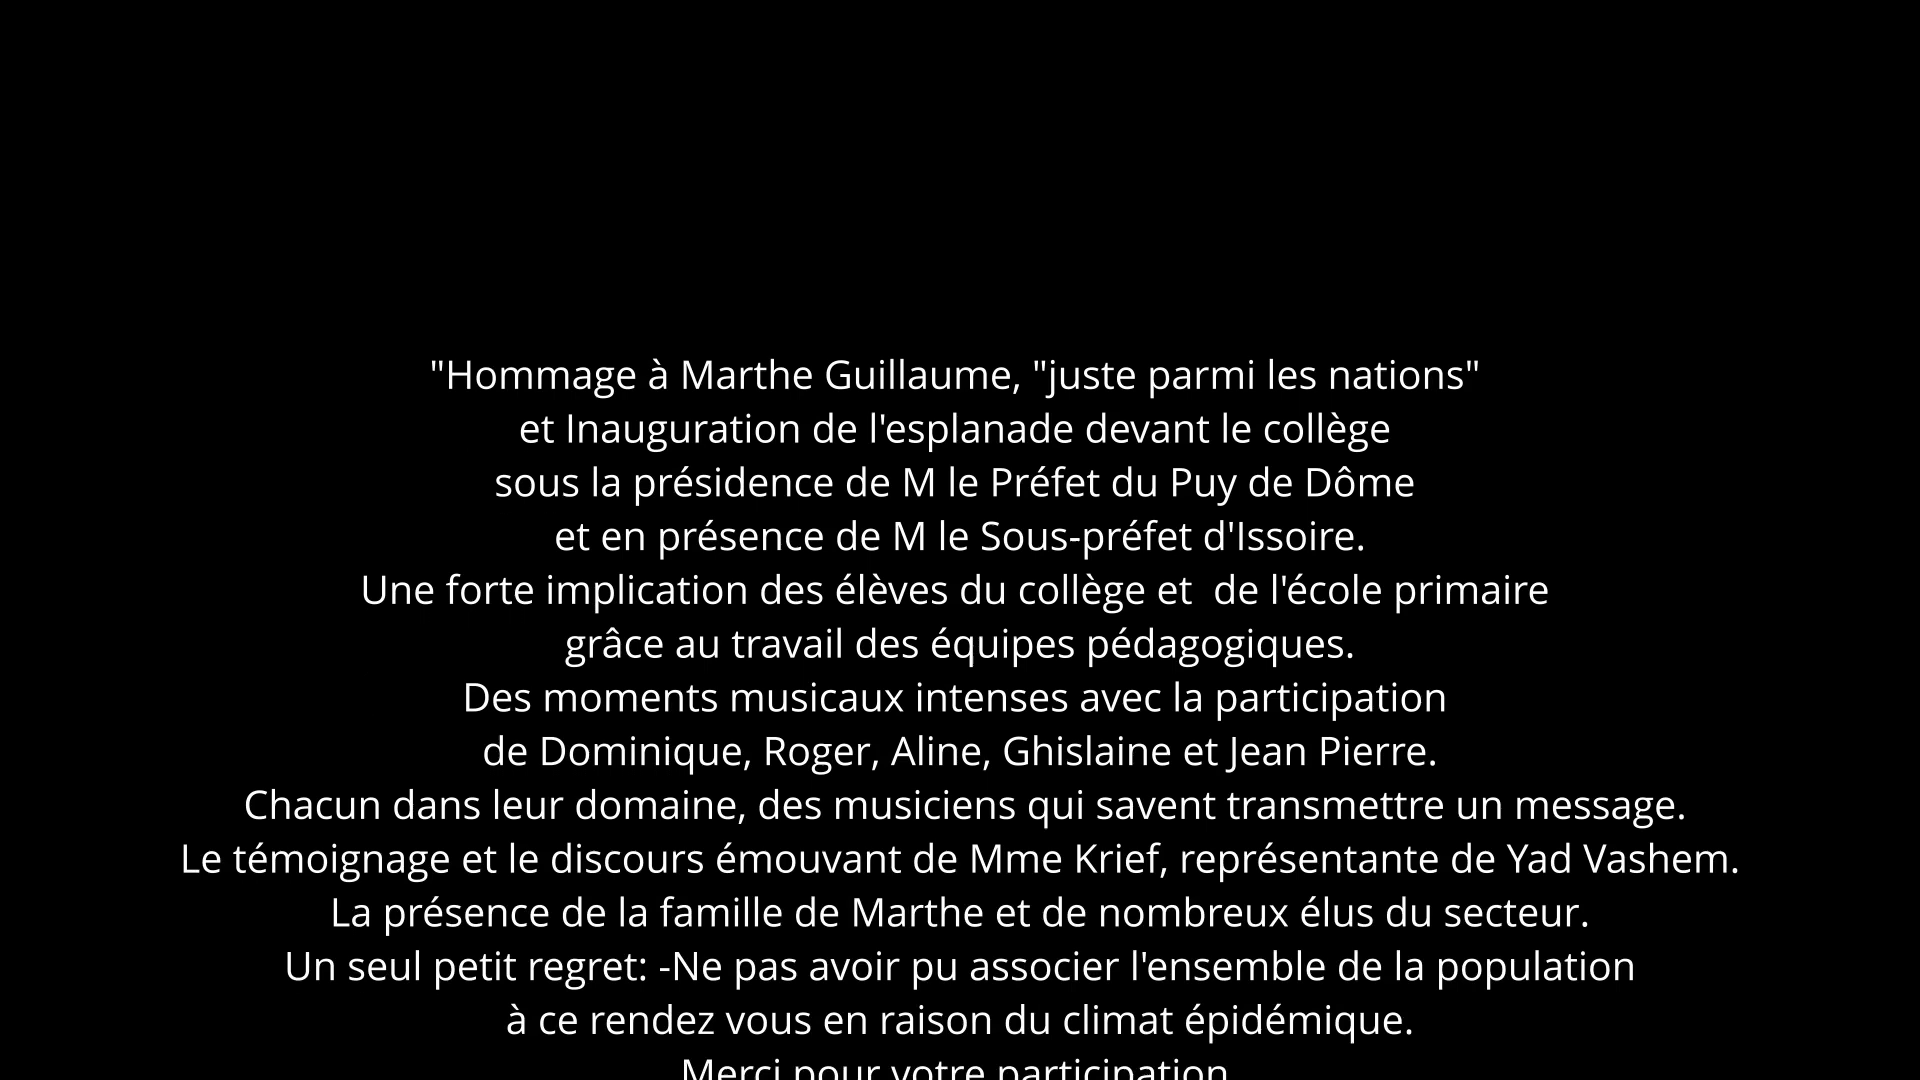 "Hommage à Marthe Guillaume, "juste parmi les nations"
et Inauguration de l'esplanade devant le collège
sous la présidence de M le Préfet du Puy de Dôme
et en présence de M le Sous-préfet d'Issoire.
Une forte implication des élèves du collège et  de l'école primaire
grâce au travail des équipes pédagogiques.
Des moments musicaux intenses avec la participation
de Dominique, Roger, Aline, Ghislaine et Jean Pierre.
Chacun dans leur domaine, des musiciens qui savent transmettre un message.
Le témoignage et le discours émouvant de Mme Krief, représentante de Yad Vashem.
La présence de la famille de Marthe et de nombreux élus du secteur.
Un seul petit regret: -Ne pas avoir pu associer l'ensemble de la population
à ce rendez vous en raison du climat épidémique.
Merci pour votre participation